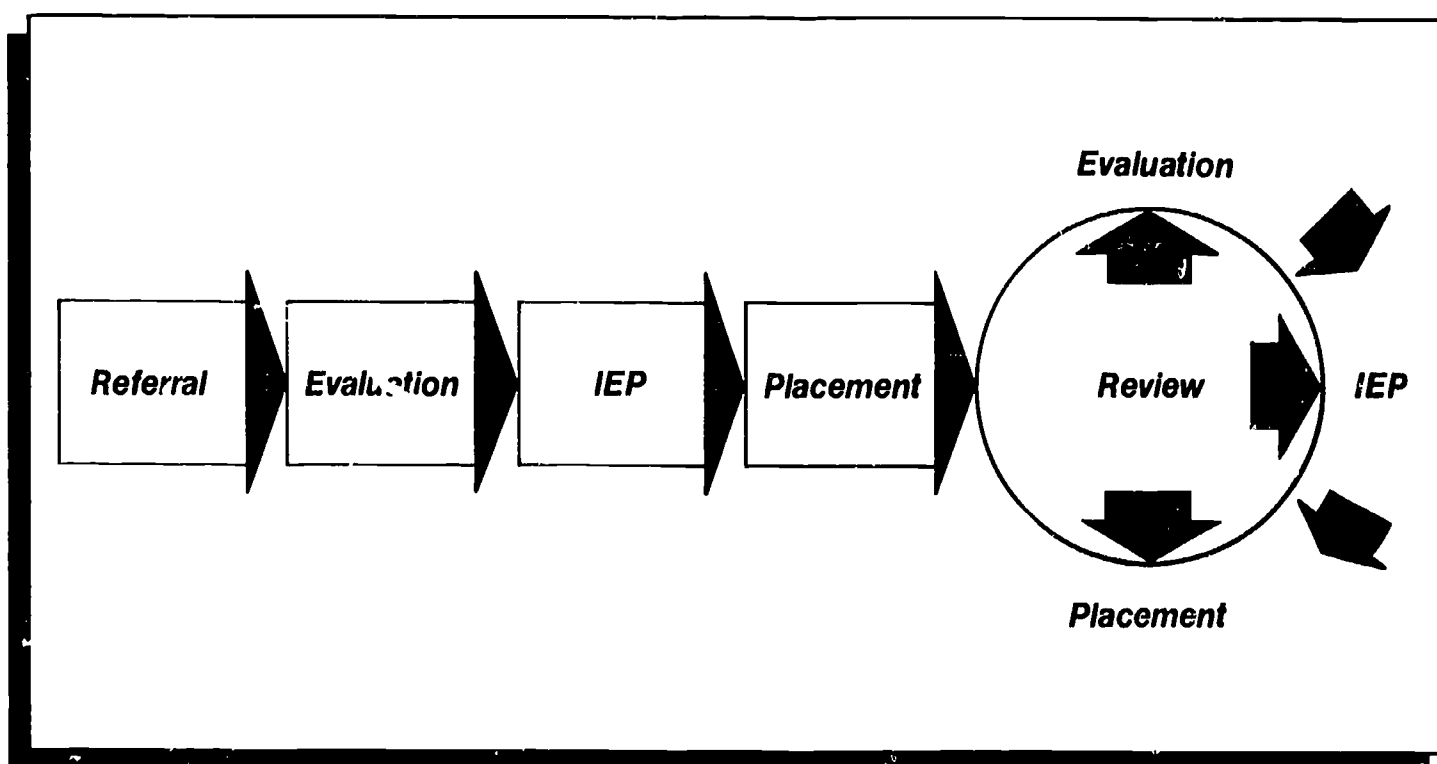 Evaluation
Referral
Evaluation
IEP
Placement
Review
IEP
Placement